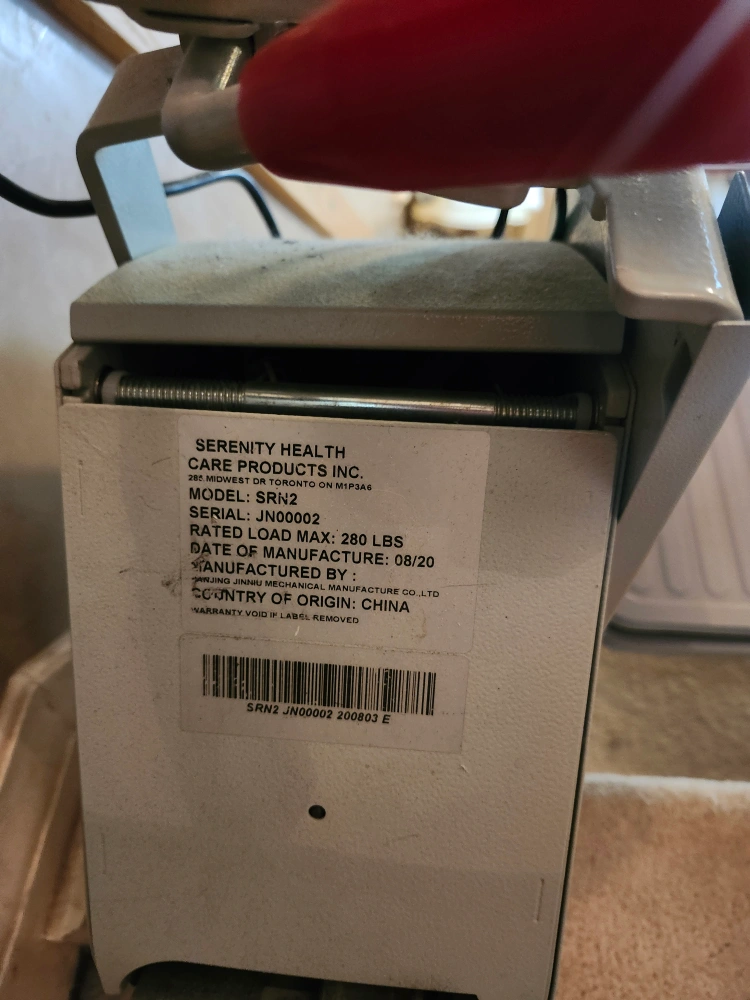 SERENITY HEALTH
CARE PRODUCTS INC.
285 MIDWEST DR TORONTO ON M1P3A6
MODEL: SRN2
SERIAL: JN00002
RATED LOAD MAX: 280 LBS
DATE OF MANUFACTURE: 08/20
MANUFACTURED BY :
NANJING JINNIU MECHANICAL MANUFACTURE CO.,LTD
COUNTRY OF ORIGIN: CHINA
WARRANTY VOID IF LABEL REMOVED
SRN2 JN00002 200803 E